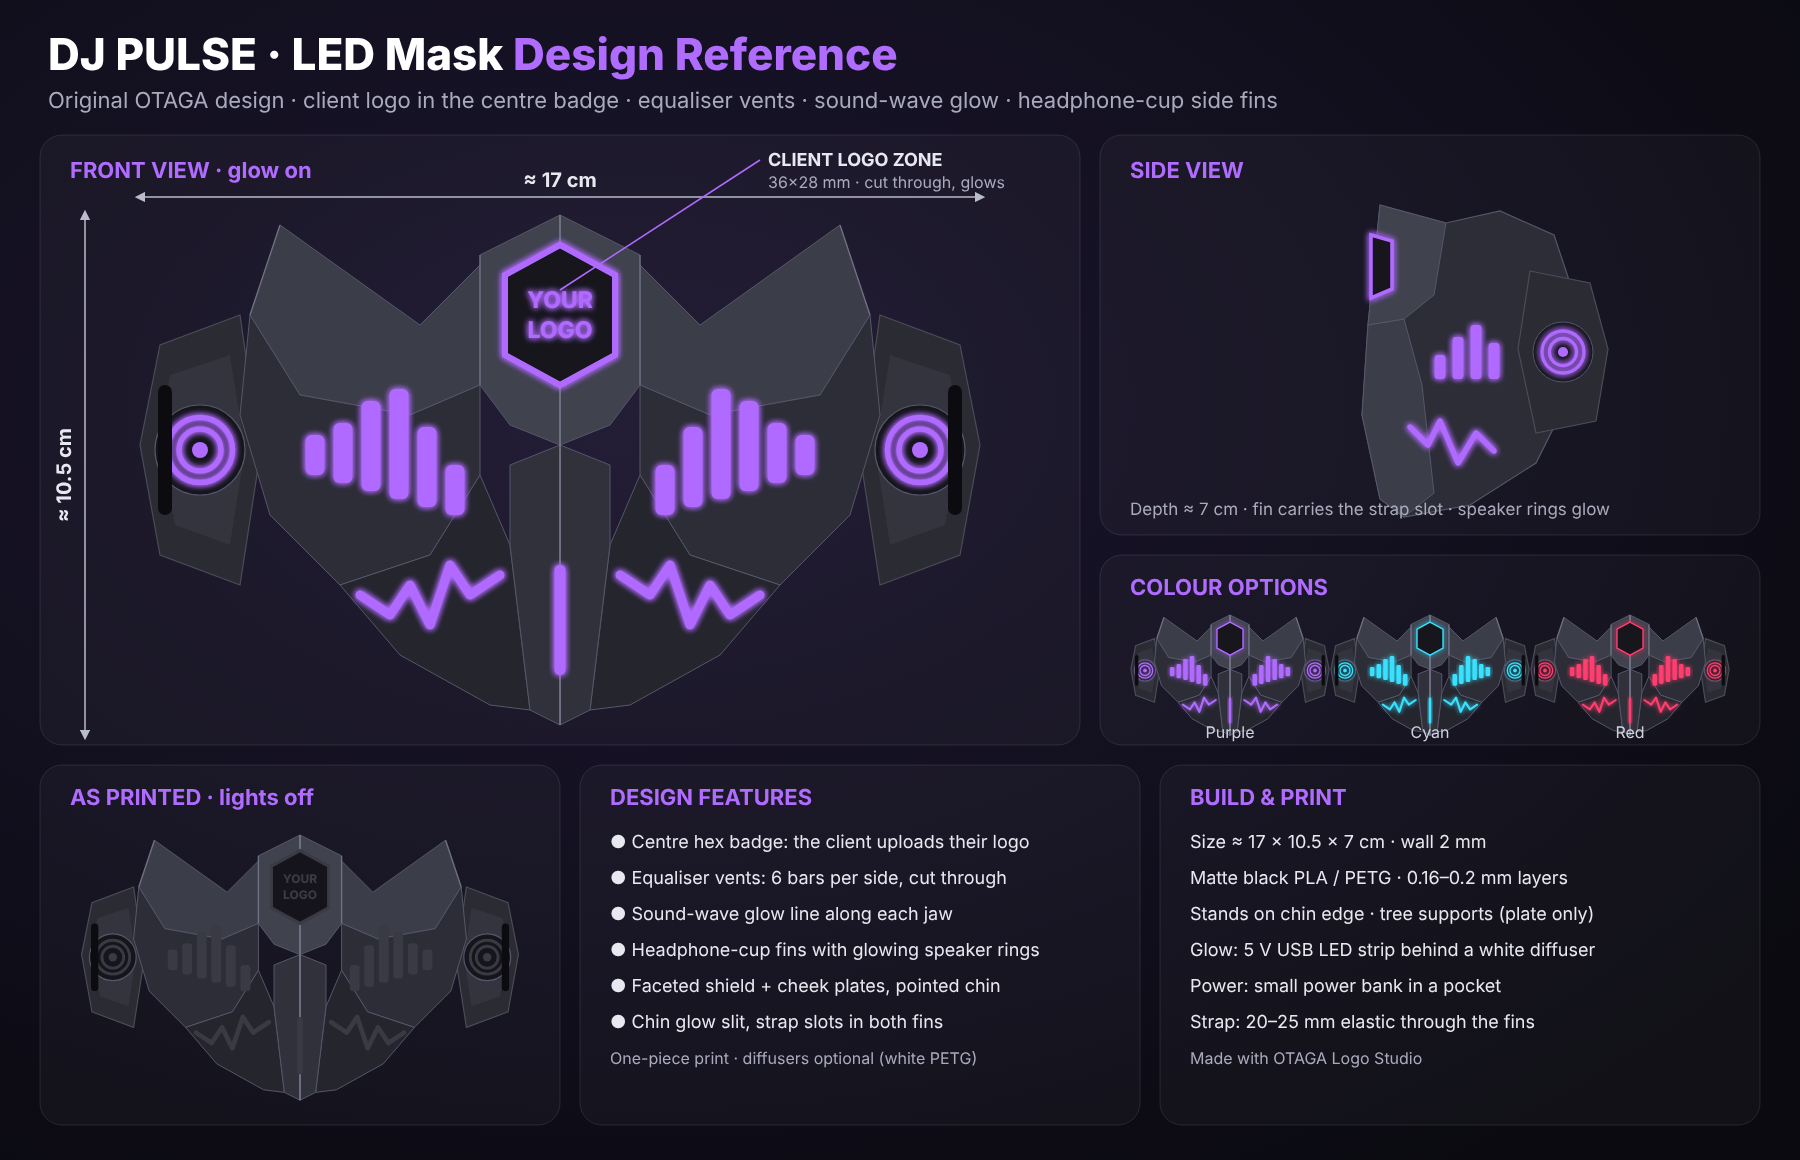 DJ PULSE · LED Mask Design Reference
Original OTAGA design · client logo in the centre badge · equaliser vents · sound-wave glow · headphone-cup side fins
FRONT VIEW · glow on
≈ 17 cm
CLIENT LOGO ZONE
36×28 mm · cut through, glows
YOUR
LOGO
≈ 10.5 cm
SIDE VIEW
Depth ≈ 7 cm · fin carries the strap slot · speaker rings glow
COLOUR OPTIONS
Purple
Cyan
Red
AS PRINTED · lights off
YOUR
LOGO
DESIGN FEATURES
● Centre hex badge: the client uploads their logo
● Equaliser vents: 6 bars per side, cut through
● Sound-wave glow line along each jaw
● Headphone-cup fins with glowing speaker rings
● Faceted shield + cheek plates, pointed chin
● Chin glow slit, strap slots in both fins
One-piece print · diffusers optional (white PETG)
BUILD & PRINT
Size ≈ 17 × 10.5 × 7 cm · wall 2 mm
Matte black PLA / PETG · 0.16–0.2 mm layers
Stands on chin edge · tree supports (plate only)
Glow: 5 V USB LED strip behind a white diffuser
Power: small power bank in a pocket
Strap: 20–25 mm elastic through the fins
Made with OTAGA Logo Studio